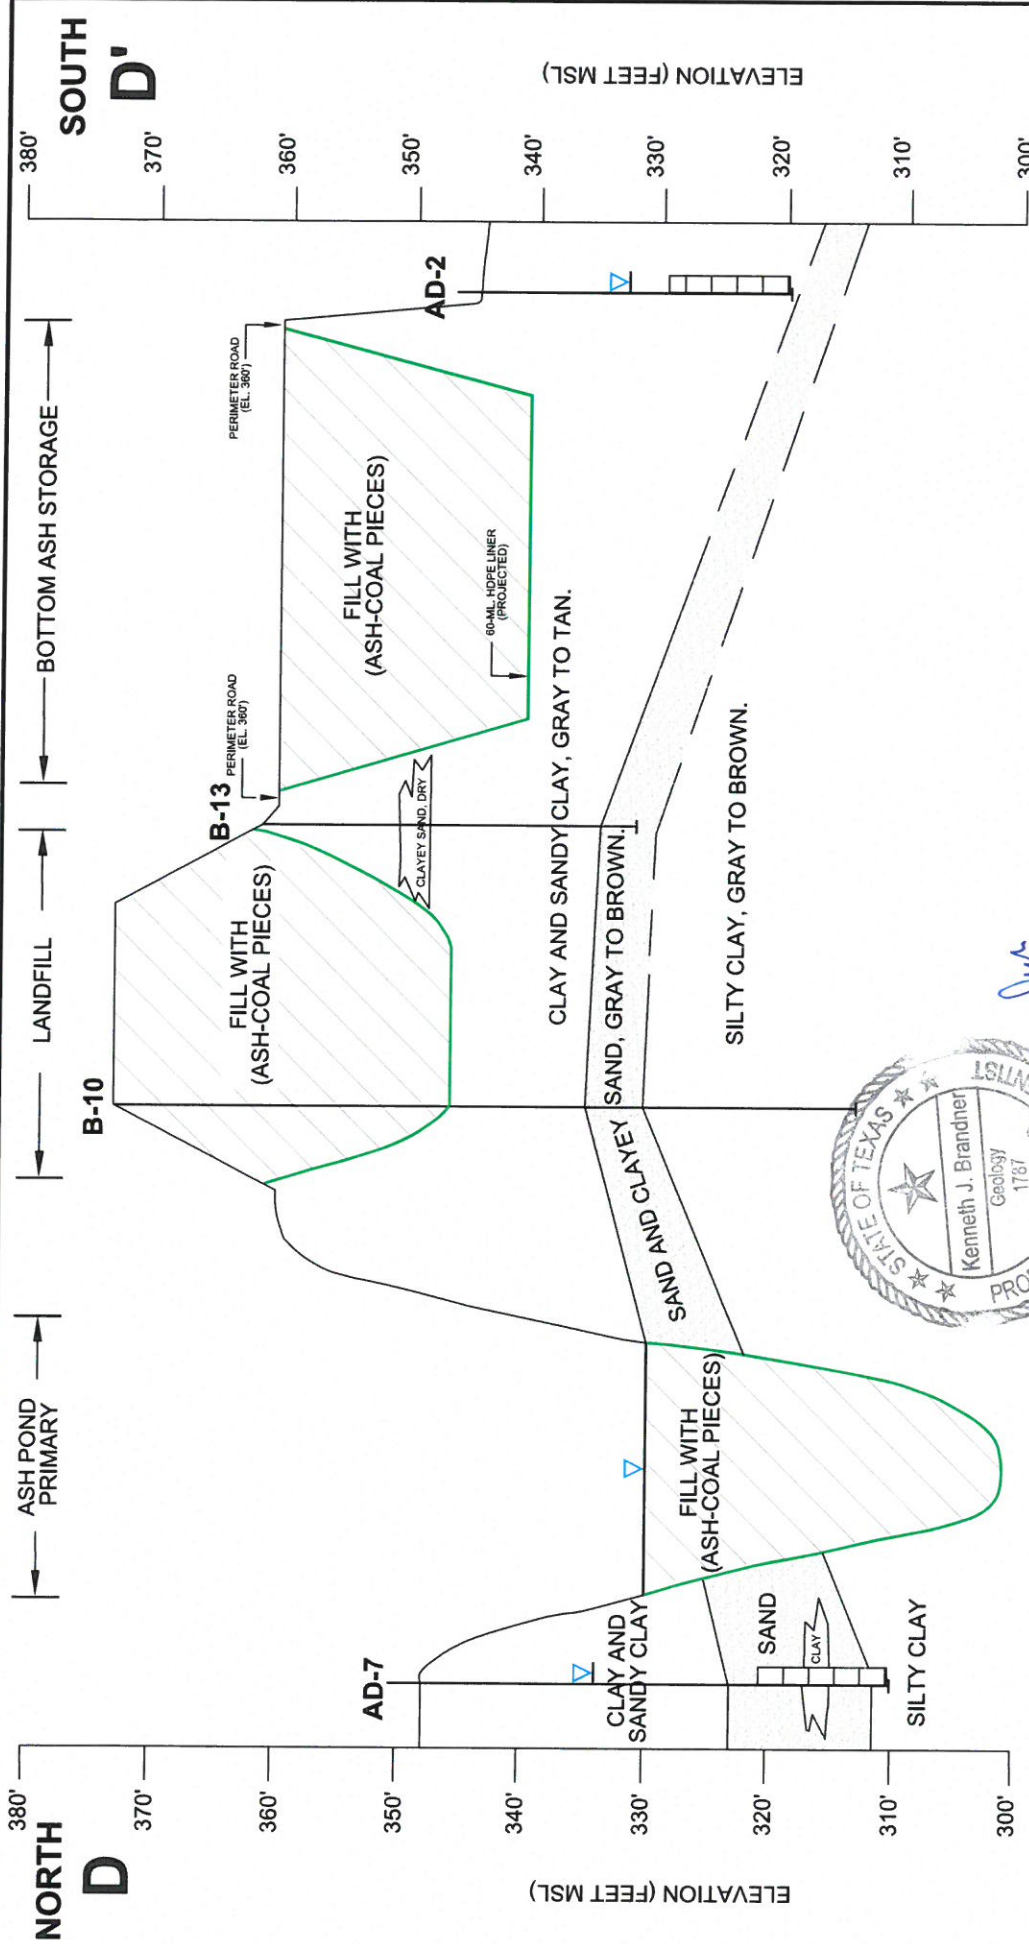 NORTH
D
SOUTH
D'
ASH POND
PRIMARY
LANDFILL
BOTTOM ASH STORAGE
380'
370'
360'
350'
340'
330'
320'
310'
300'
ELEVATION (FEET MSL)
380'
370'
360'
350'
340'
330'
320'
310'
300'
ELEVATION (FEET MSL)
AD-7
B-10
B-13
AD-2
PERIMETER ROAD
(EL. 360')
PERIMETER ROAD
(EL. 360')
FILL WITH
(ASH-COAL PIECES)
FILL WITH
(ASH-COAL PIECES)
FILL WITH
(ASH-COAL PIECES)
CLAYEY SAND, DRY
60-ML. HDPE LINER
(PROJECTED)
CLAY AND
SANDY CLAY
SAND
CLAY
SILTY CLAY
CLAY AND SANDY CLAY, GRAY TO TAN.
SAND AND CLAYEY SAND, GRAY TO BROWN.
SILTY CLAY, GRAY TO BROWN.
STATE OF TEXAS
Kenneth J. Brandner
Geology
1787